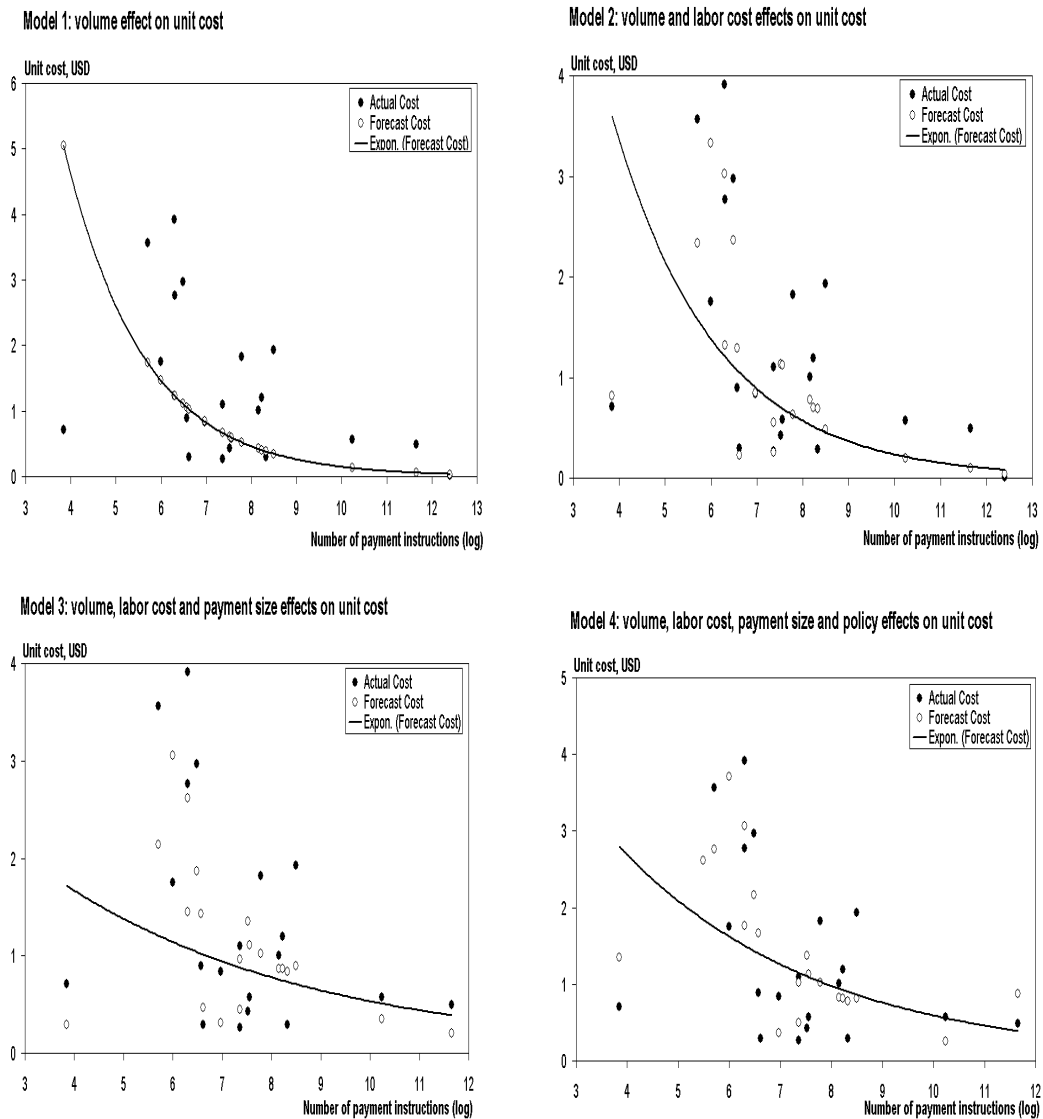 Model 1: volume effect on unit cost
Unit cost, USD
6
5
4
3
2
1
0
Actual Cost
Forecast Cost
Expon. (Forecast Cost)
3 4 5 6 7 8 9 10 11 12 13
Number of payment instructions (log)
Model 2: volume and labor cost effects on unit cost
Unit cost, USD
4
3
2
1
0
Actual Cost
Forecast Cost
Expon. (Forecast Cost)
3 4 5 6 7 8 9 10 11 12 13
Number of payment instructions (log)
Model 3: volume, labor cost and payment size effects on unit cost
Unit cost, USD
4
3
2
1
0
Actual Cost
Forecast Cost
Expon. (Forecast Cost)
3 4 5 6 7 8 9 10 11 12
Number of payment instructions (log)
Model 4: volume, labor cost, payment size and policy effects on unit cost
Unit cost, USD
5
4
3
2
1
0
Actual Cost
Forecast Cost
Expon. (Forecast Cost)
3 4 5 6 7 8 9 10 11 12
Number of payment instructions (log)